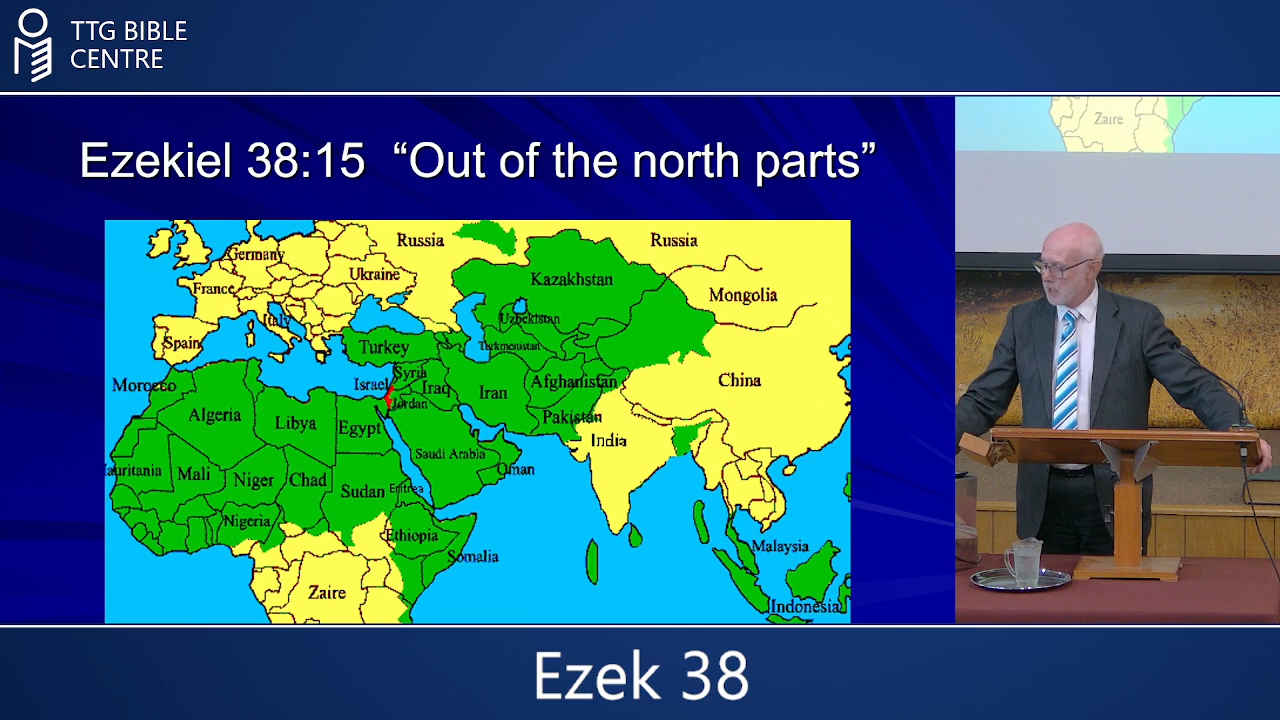 TTG BIBLE
CENTRE
Ezekiel 38:15 “Out of the north parts”
Russia
Russia
Germany
Ukraine
France
Kazakhstan
Mongolia
Italy
Uzbekistan
Spain
Turkey
Turkmenistan
Syria
Israel
Morocco
Iraq
Iran
Afghanistan
China
Jordan
Algeria
Libya
Egypt
Pakistan
India
Saudi Arabia
Oman
auritania
Mali
Niger
Chad
Sudan
Eritrea
Nigeria
Ethiopia
Somalia
Malaysia
Zaire
Indonesia
Zaire
Ezek 38